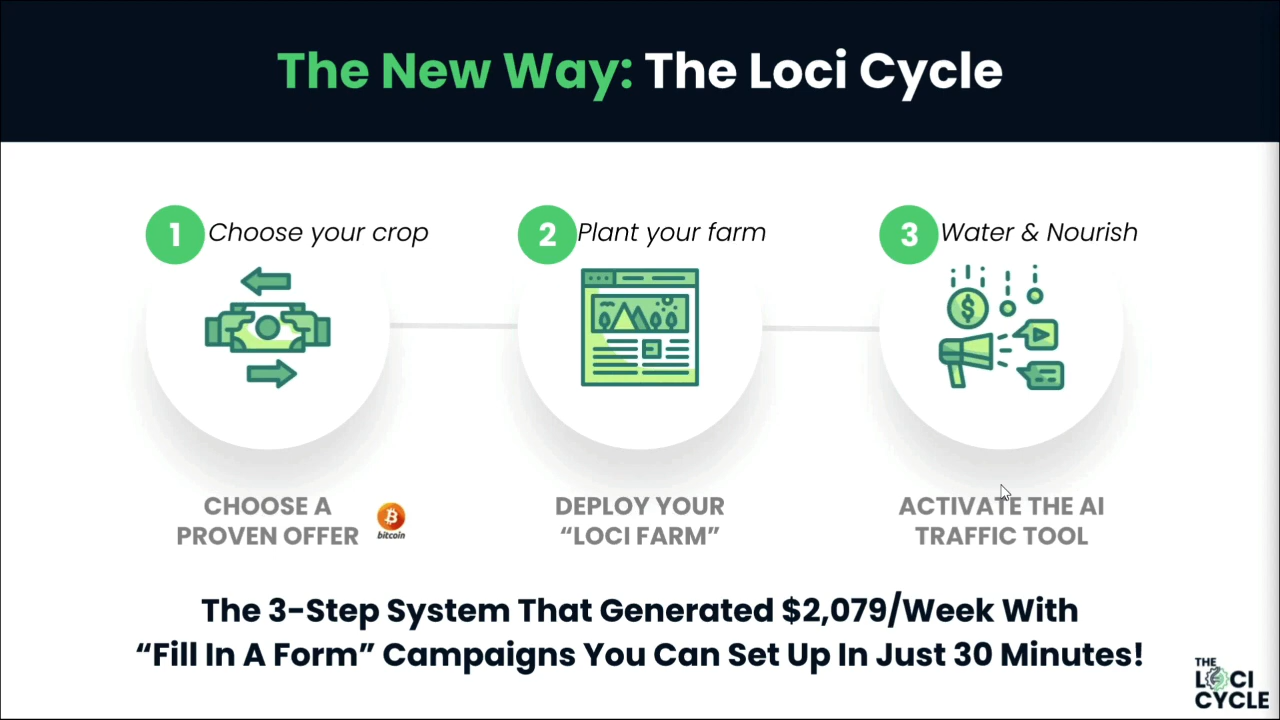 The New Way: The Loci Cycle
1 Choose your crop
2 Plant your farm
3 Water & Nourish
CHOOSE A
PROVEN OFFER
bitcoin
DEPLOY YOUR
“LOCI FARM”
ACTIVATE THE AI
TRAFFIC TOOL
The 3-Step System That Generated $2,079/Week With
“Fill In A Form” Campaigns You Can Set Up In Just 30 Minutes!
THE
LOCI
CYCLE